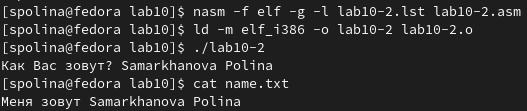 [spolina@fedora lab10]$ nasm -f elf -g -l lab10-2.lst lab10-2.asm
[spolina@fedora lab10]$ ld -m elf_i386 -o lab10-2 lab10-2.o
[spolina@fedora lab10]$ ./lab10-2
Как Вас зовут? Samarkhanova Polina
[spolina@fedora lab10]$ cat name.txt
Меня зовут Samarkhanova Polina